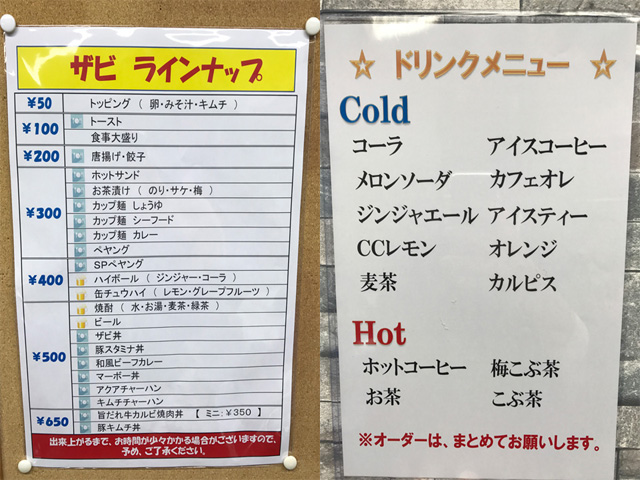 ザビ ラインナップ
¥50 トッピング ( 卵・みそ汁・キムチ )
¥100 トースト
食事大盛り
¥200 唐揚げ・餃子
¥300 ホットサンド
お茶漬け ( のり・サケ・梅 )
カップ麺 しょうゆ
カップ麺 シーフード
カップ麺 カレー
ペヤング
SPペヤング
¥400 ハイボール ( ジンジャー・コーラ )
缶チュウハイ ( レモン・グレープフルーツ )
¥500 焼酎 ( 水・お湯・麦茶・緑茶 )
ビール
ザビ丼
豚スタミナ丼
和風ビーフカレー
マーボー丼
アクアチャーハン
キムチチャーハン
¥650 旨だれ牛カルビ焼肉丼 【 ミニ:¥350 】
豚キムチ丼
出来上がるまで、お時間が少々かかる場合がございますので、
予め、ご了承ください。
☆ ドリンクメニュー ☆
Cold
コーラ アイスコーヒー
メロンソーダ カフェオレ
ジンジャエール アイスティー
CCレモン オレンジ
麦茶 カルピス
Hot
ホットコーヒー 梅こぶ茶
お茶 こぶ茶
※オーダーは、まとめてお願いします。